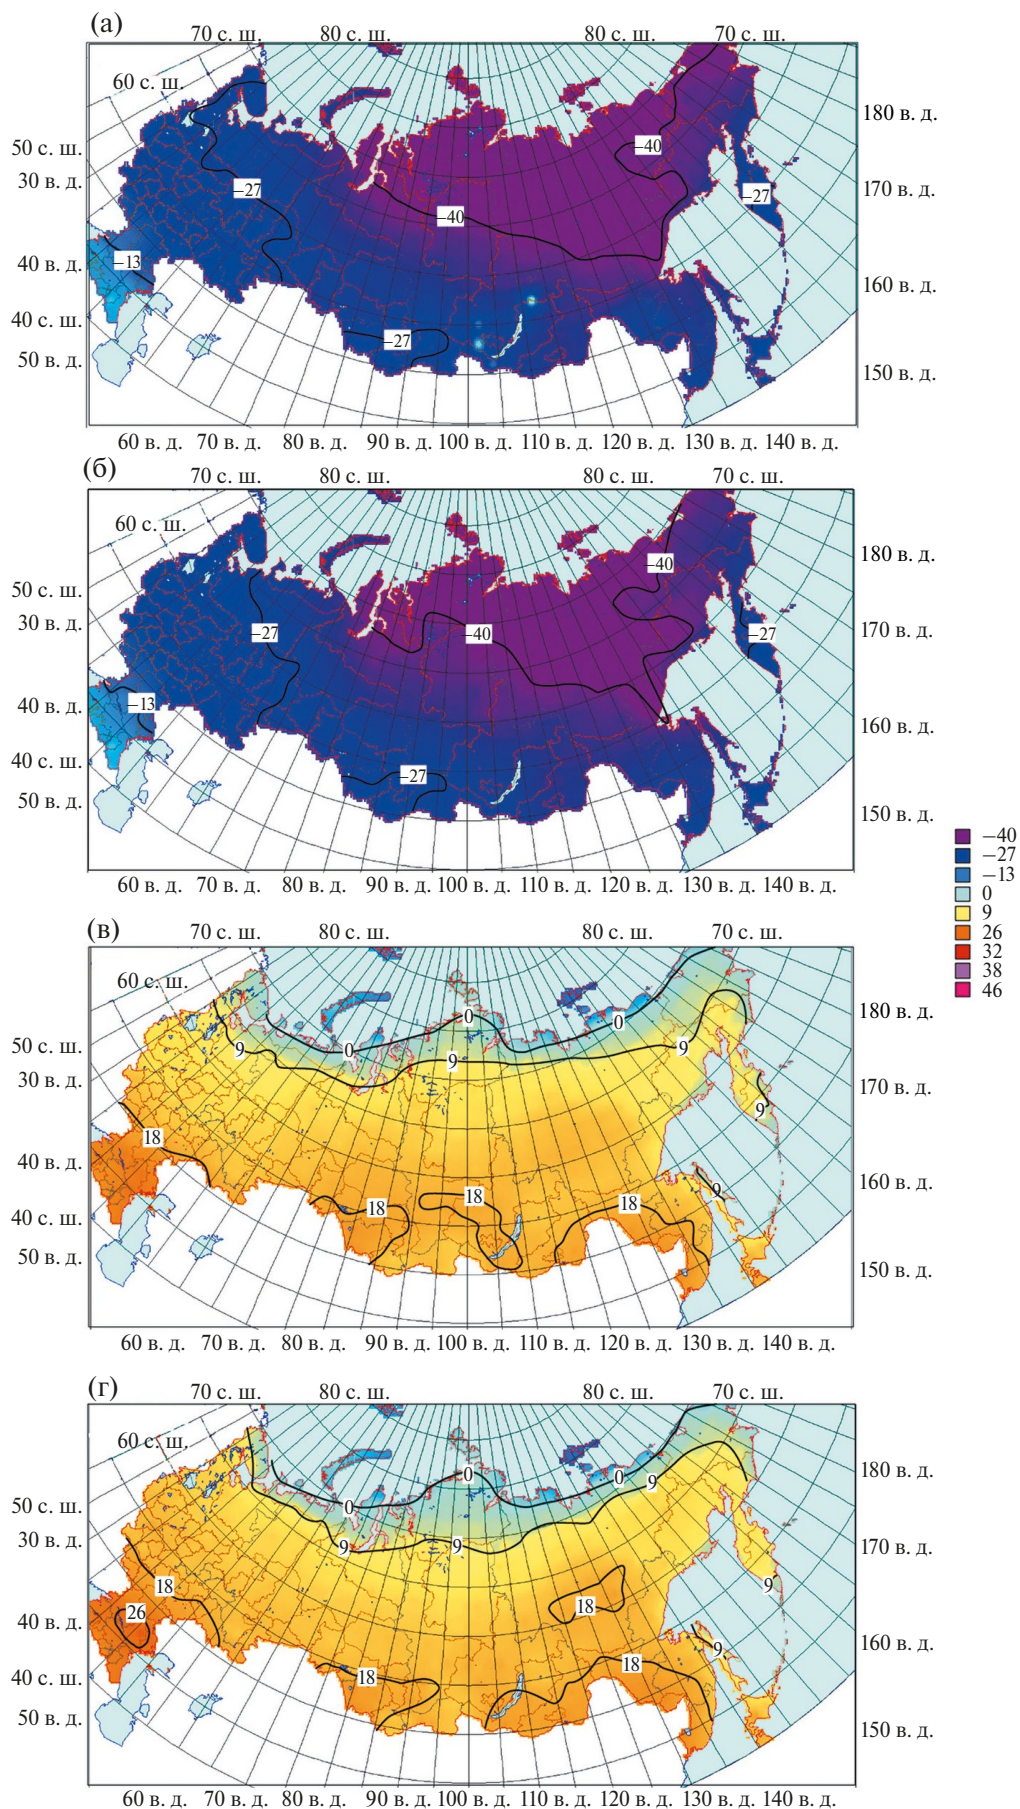 (а)
70 с. ш. 80 с. ш. 80 с. ш. 70 с. ш.
60 с. ш.
180 в. д.
–40
50 с. ш.
30 в. д.
–27
170 в. д.
–27
–40
–13
40 в. д.
160 в. д.
40 с. ш.
–27
50 в. д.
150 в. д.
60 в. д. 70 в. д. 80 в. д. 90 в. д. 100 в. д. 110 в. д. 120 в. д. 130 в. д. 140 в. д.
(б)
70 с. ш. 80 с. ш. 80 с. ш. 70 с. ш.
60 с. ш.
180 в. д.
–40
50 с. ш.
30 в. д.
–27
–40
–27
170 в. д.
–13
40 в. д.
160 в. д.
40 с. ш.
–27
50 в. д.
150 в. д.
60 в. д. 70 в. д. 80 в. д. 90 в. д. 100 в. д. 110 в. д. 120 в. д. 130 в. д. 140 в. д.
–40
–27
–13
0
9
26
32
38
46
(в)
70 с. ш. 80 с. ш. 80 с. ш. 70 с. ш.
60 с. ш.
180 в. д.
0
0
50 с. ш.
9
0
9
9
30 в. д.
170 в. д.
9
18
40 в. д.
160 в. д.
9
18
18
18
40 с. ш.
50 в. д.
150 в. д.
60 в. д. 70 в. д. 80 в. д. 90 в. д. 100 в. д. 110 в. д. 120 в. д. 130 в. д. 140 в. д.
(г)
70 с. ш. 80 с. ш. 80 с. ш. 70 с. ш.
60 с. ш.
180 в. д.
0
0
9
50 с. ш.
0
30 в. д.
9
9
170 в. д.
18
9
26
18
40 в. д.
160 в. д.
9
18
18
40 с. ш.
50 в. д.
150 в. д.
60 в. д. 70 в. д. 80 в. д. 90 в. д. 100 в. д. 110 в. д. 120 в. д. 130 в. д. 140 в. д.